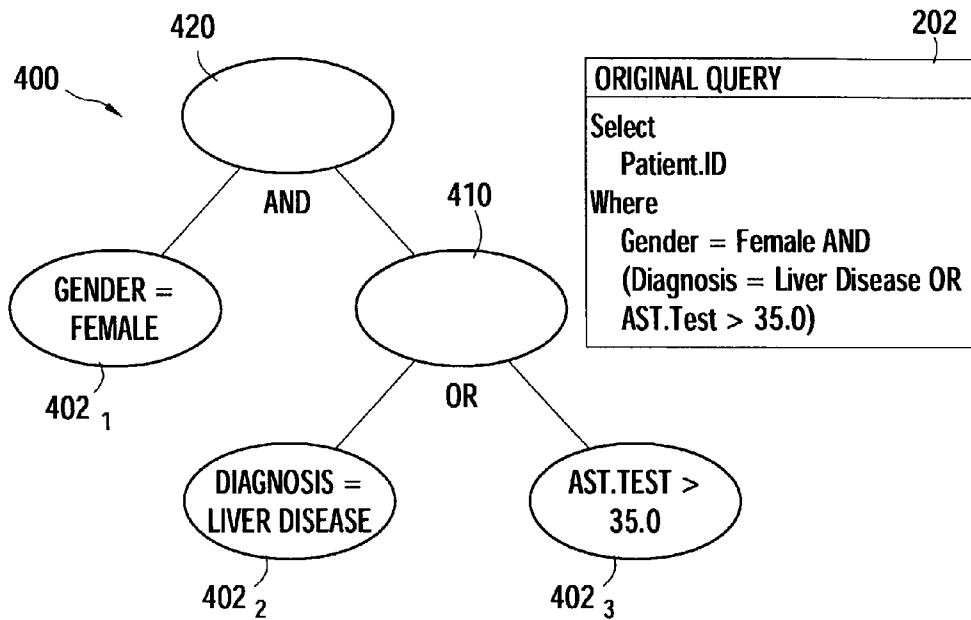 420
202
400
ORIGINAL QUERY
Select
Patient.ID
Where
Gender = Female AND
(Diagnosis = Liver Disease OR
AST.Test > 35.0)
AND
410
GENDER =
FEMALE
402 1
OR
DIAGNOSIS =
LIVER DISEASE
AST.TEST >
35.0
402 2
402 3